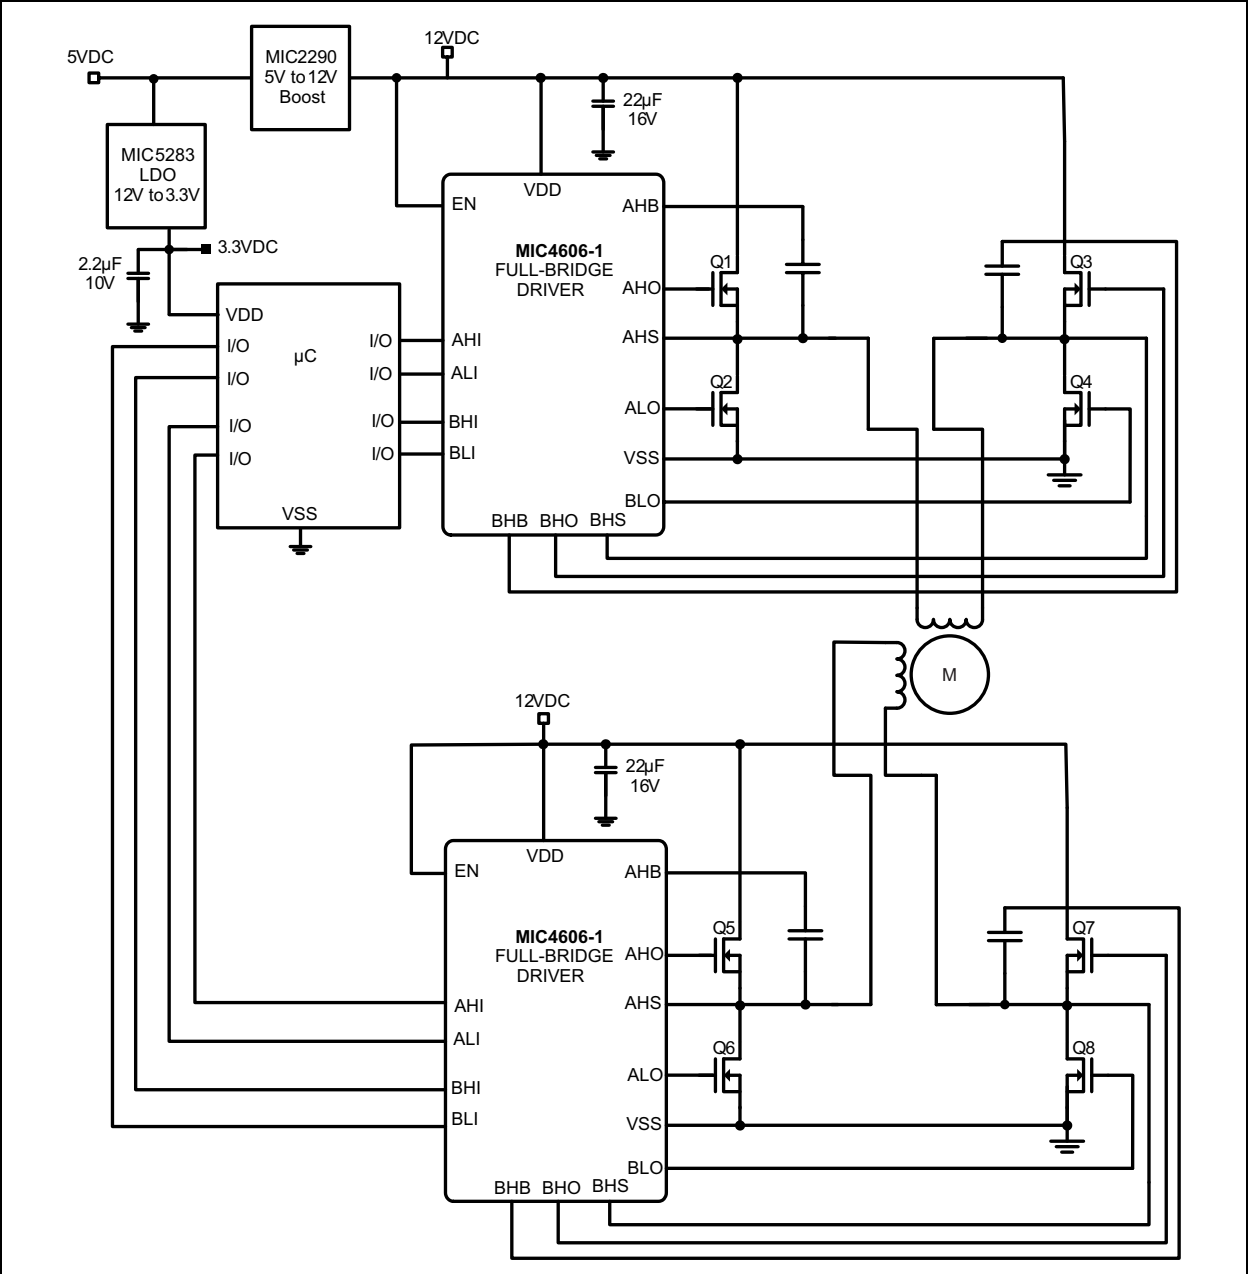 5VDC
MIC2290
5V to 12V
Boost
12VDC
22µF
16V
MIC5283
LDO
12V to 3.3V
3.3VDC
2.2µF
10V
VDD
I/O
I/O
I/O
I/O
µC
I/O
I/O
I/O
I/O
VSS
VDD
EN
MIC4606-1
FULL-BRIDGE
DRIVER
AHI
ALI
BHI
BLI
AHB
AHO
AHS
ALO
VSS
BLO
BHB BHO BHS
Q1
Q2
Q3
Q4
M
12VDC
22µF
16V
VDD
EN
MIC4606-1
FULL-BRIDGE
DRIVER
AHI
ALI
BHI
BLI
AHB
AHO
AHS
ALO
VSS
BLO
BHB BHO BHS
Q5
Q6
Q7
Q8